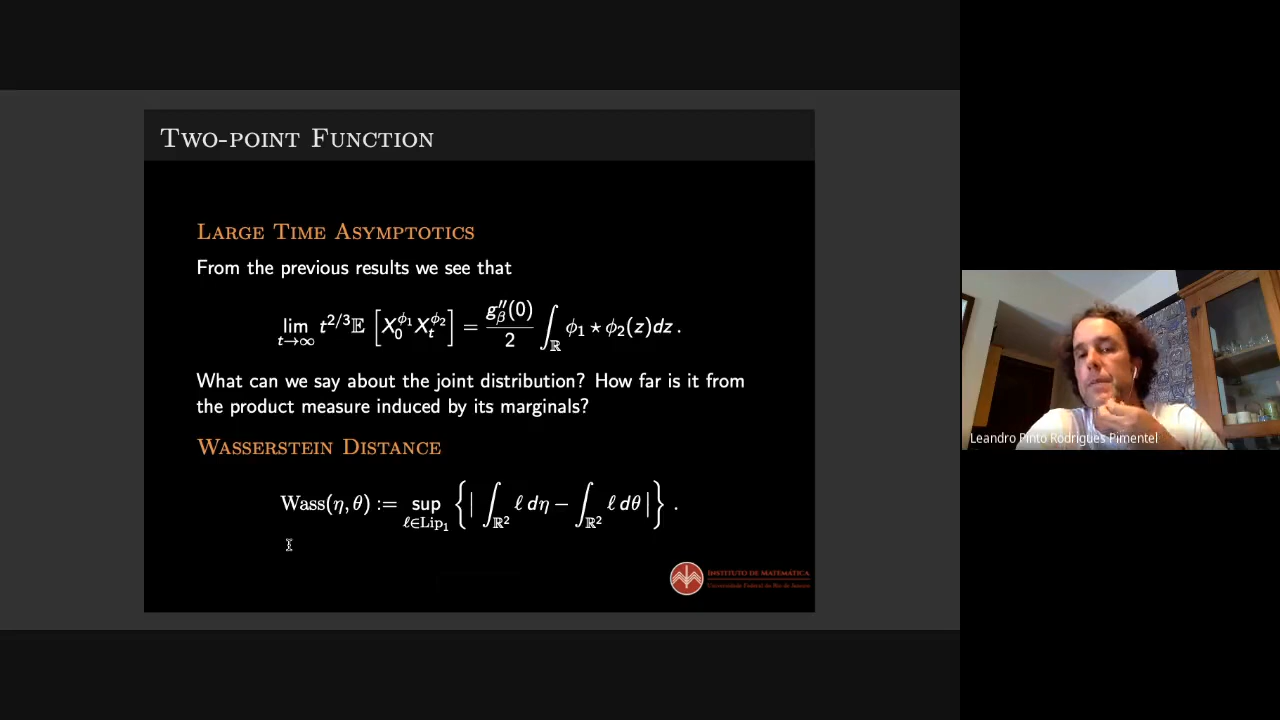 Two-point Function
Large Time Asymptotics
From the previous results we see that
lim_{t→∞} t^{2/3} 𝔼 [X_0^{ϕ_1} X_t^{ϕ_2}] = g''_β(0)/2 ∫_ℝ ϕ_1 ⋆ ϕ_2(z)dz .
What can we say about the joint distribution? How far is it from
the product measure induced by its marginals?
Wasserstein Distance
Wass(η, θ) := sup_{ℓ∈Lip_1} { | ∫_{ℝ^2} ℓ dη − ∫_{ℝ^2} ℓ dθ | } .
Instituto de Matemática
Universidade Federal do Rio de Janeiro
Leandro Pinto Rodrigues Pimentel